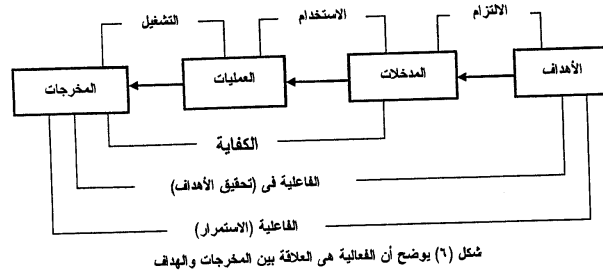 الالتزام
الاستخدام
التشغيل
الأهداف
المدخلات
العمليات
المخرجات
الكفاية
الفاعلية فى (تحقيق الأهداف)
الفاعلية (الاستمرار)
شكل (٦) يوضح أن الفعالية هى العلاقة بين المخرجات والهدف